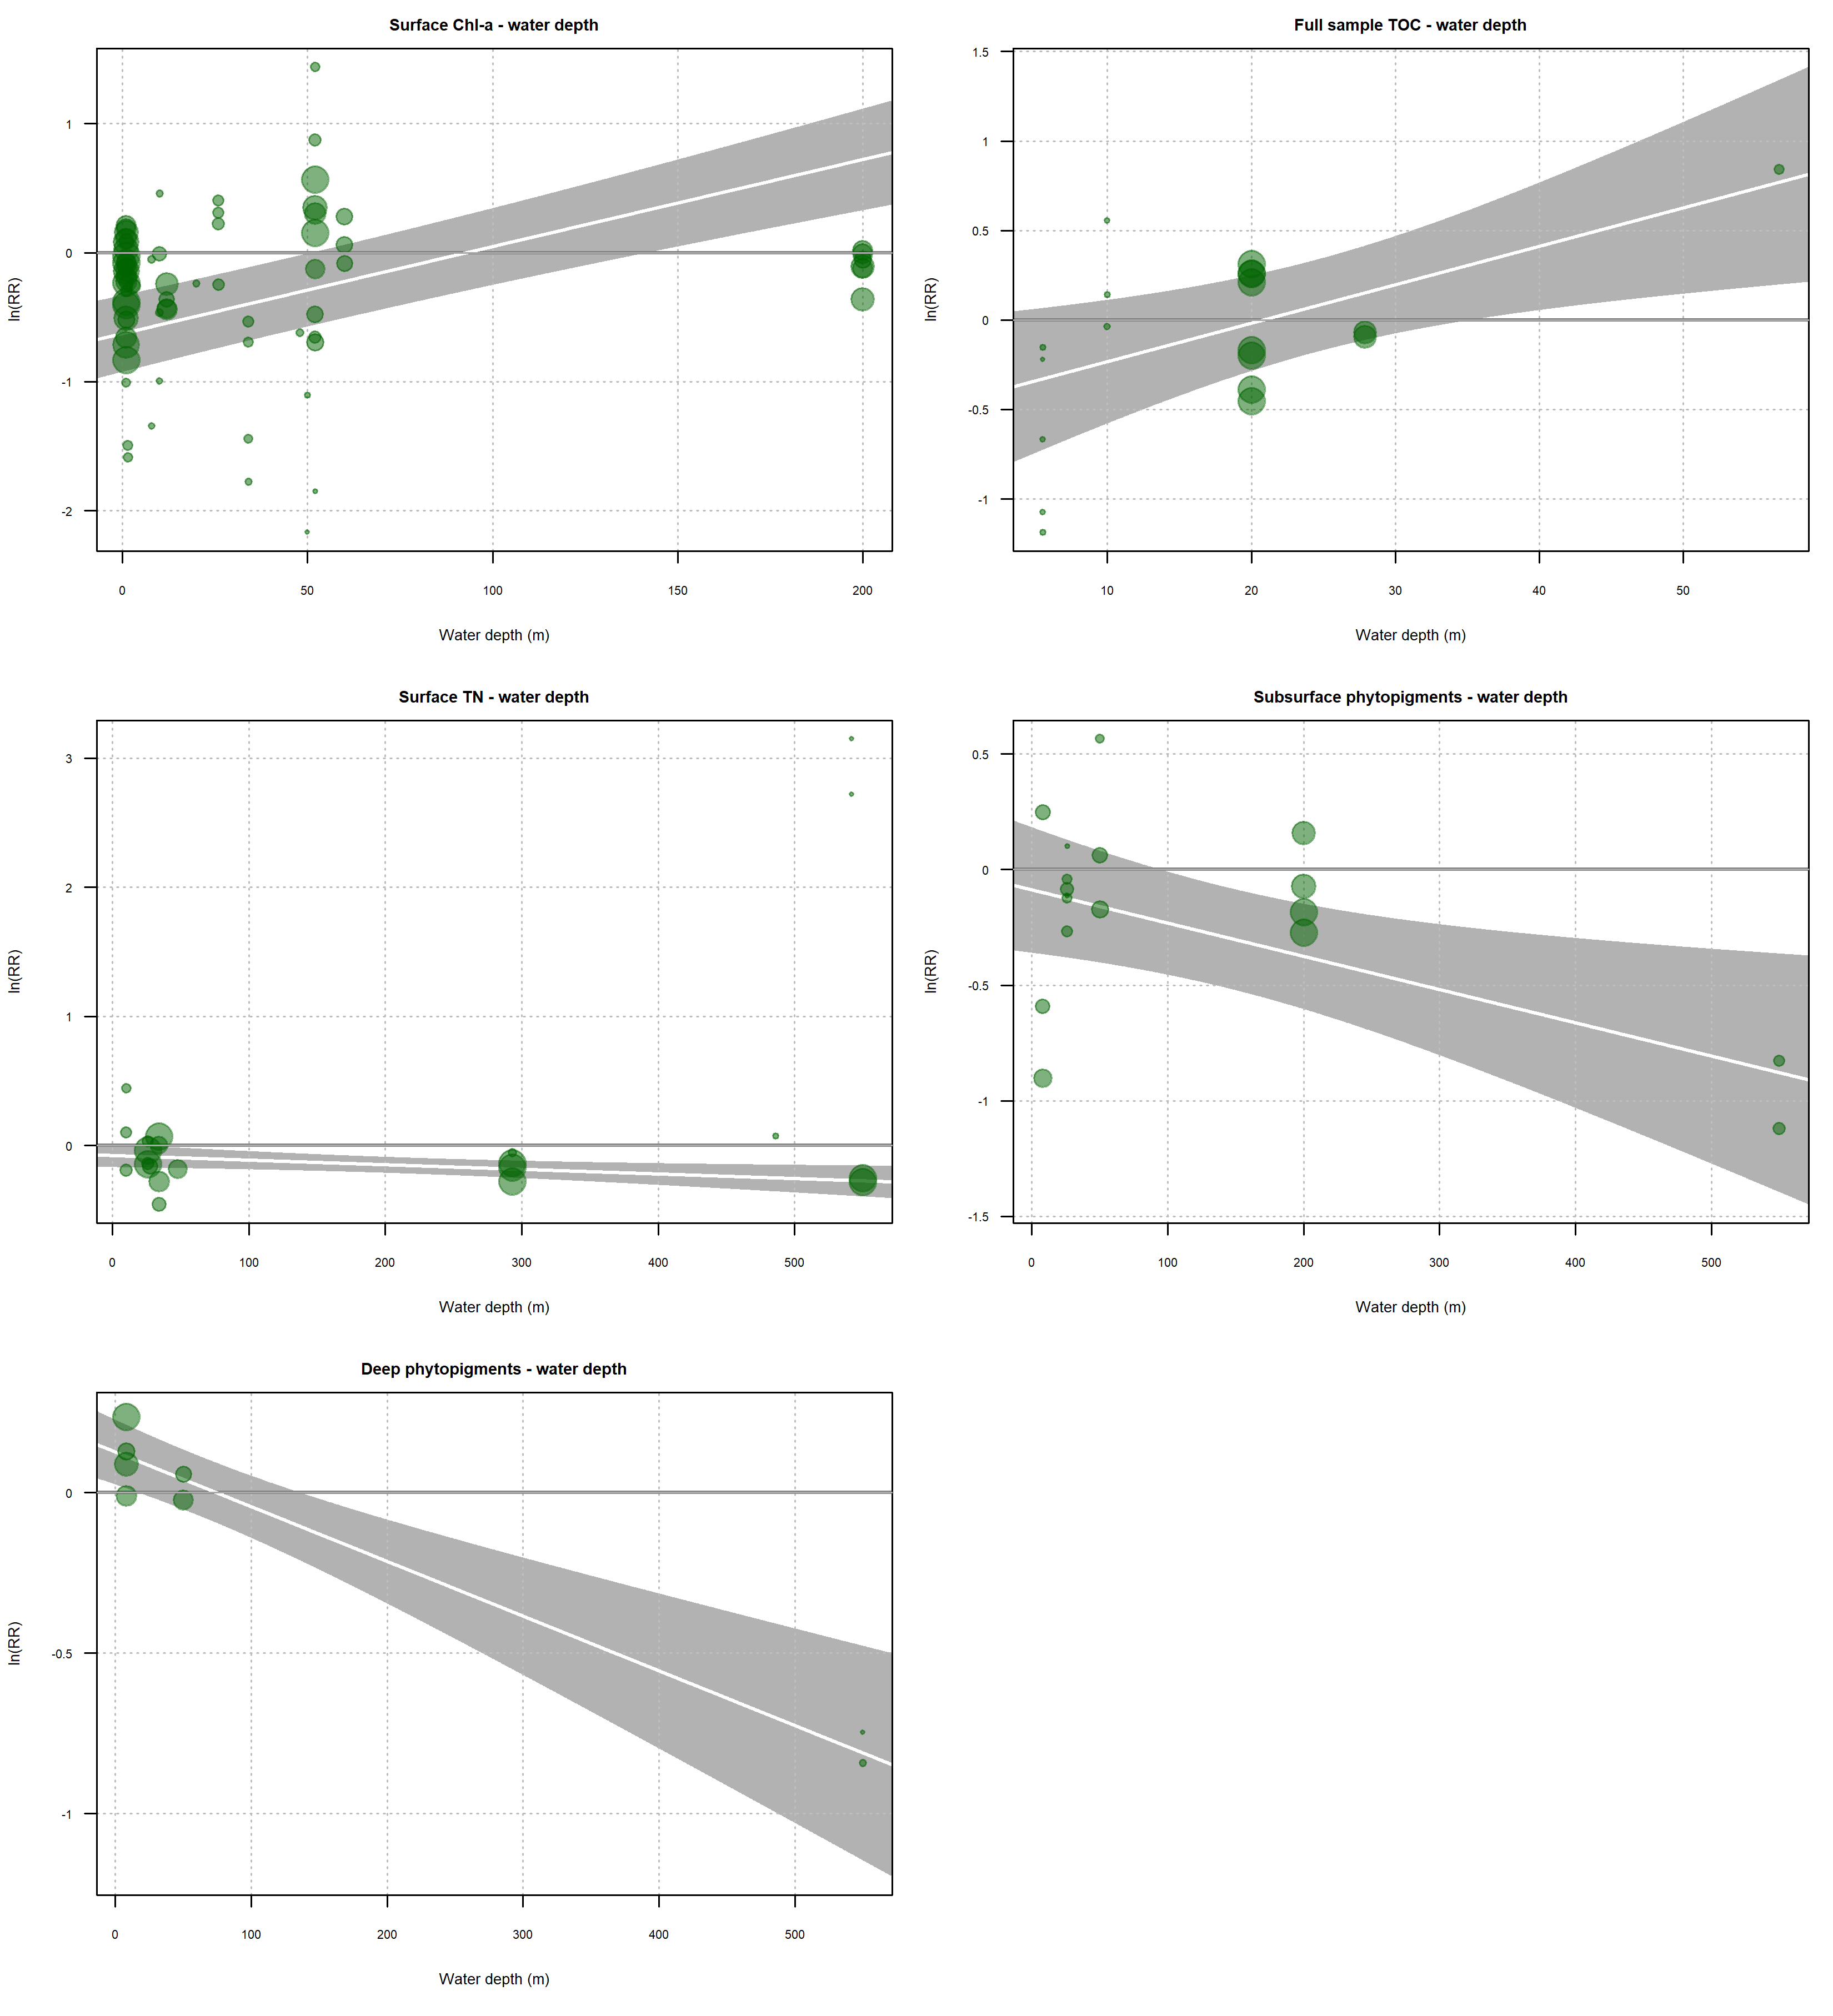 Surface Chl-a - water depth
ln(RR)
1
0
-1
-2
0 50 100 150 200
Water depth (m)
Full sample TOC - water depth
ln(RR)
1.5
1
0.5
0
-0.5
-1
10 20 30 40 50
Water depth (m)
Surface TN - water depth
ln(RR)
3
2
1
0
0 100 200 300 400 500
Water depth (m)
Subsurface phytopigments - water depth
ln(RR)
0.5
0
-0.5
-1
-1.5
0 100 200 300 400 500
Water depth (m)
Deep phytopigments - water depth
ln(RR)
0
-0.5
-1
0 100 200 300 400 500
Water depth (m)